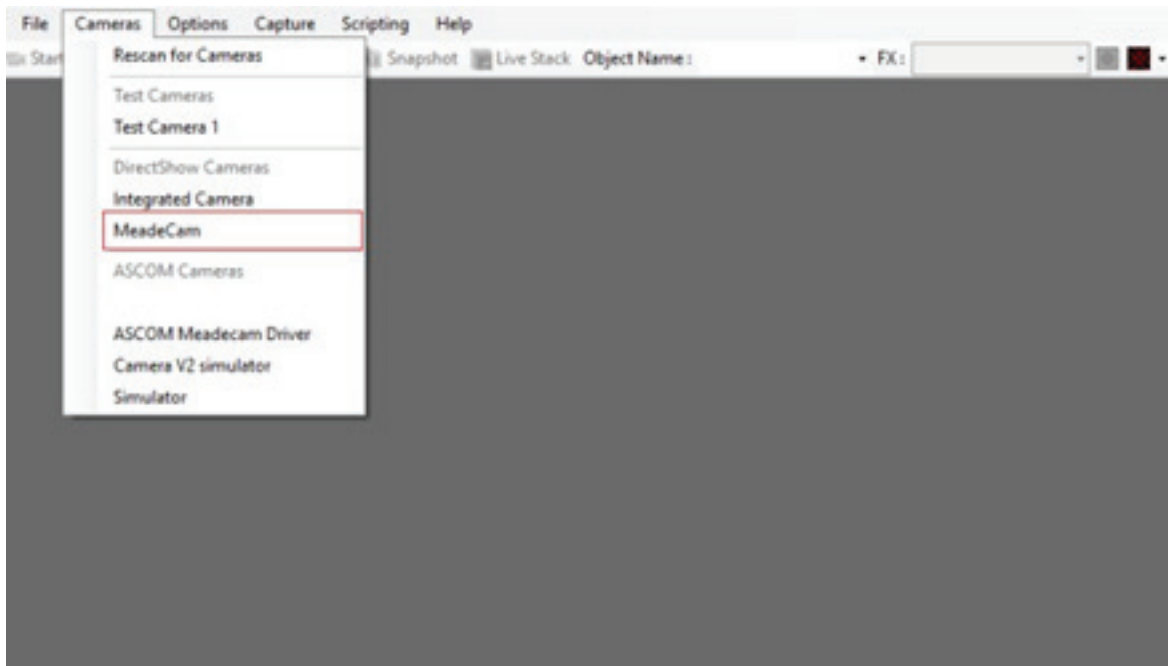 File Cameras Options Capture Scripting Help
Start Snapshot Live Stack Object Name : FX :
Rescan for Cameras
Test Cameras
Test Camera 1
DirectShow Cameras
Integrated Camera
MeadeCam
ASCOM Cameras
ASCOM Meadecam Driver
Camera V2 simulator
Simulator